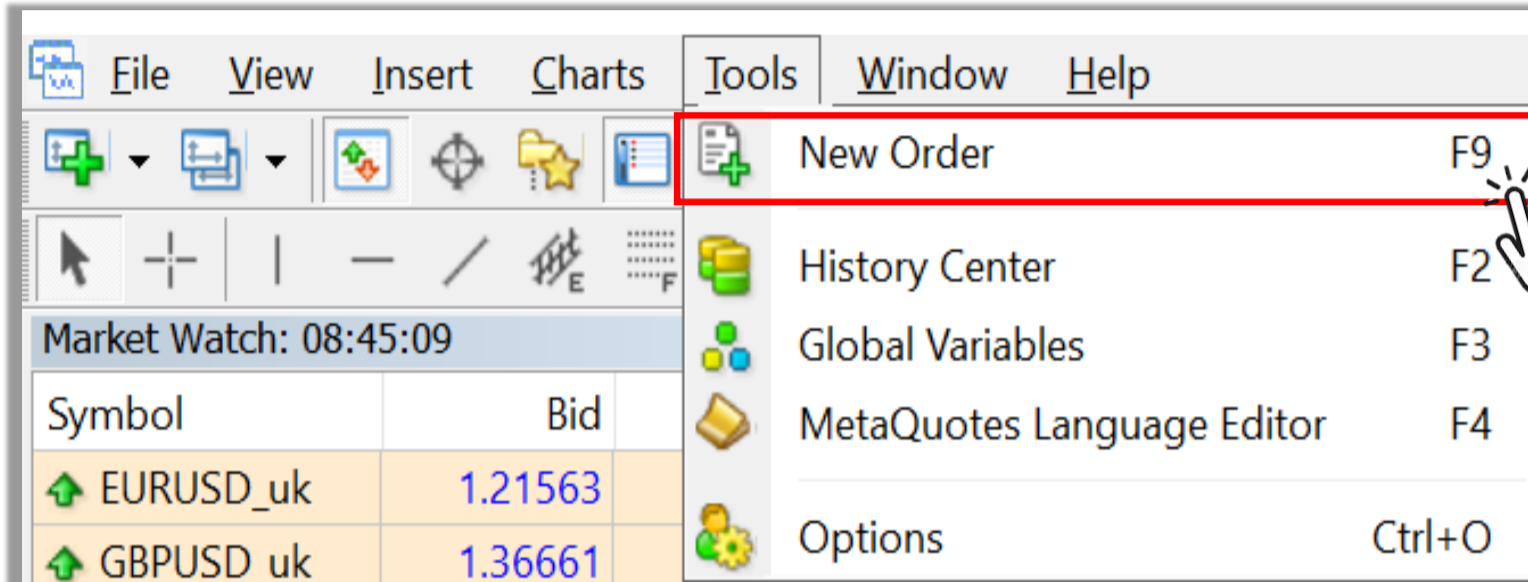 File View Insert Charts Tools Window Help
New Order F9
E F
History Center F2
Market Watch: 08:45:09
Global Variables F3
Symbol Bid
MetaQuotes Language Editor F4
EURUSD_uk 1.21563
Options Ctrl+O
GBPUSD_uk 1.36661